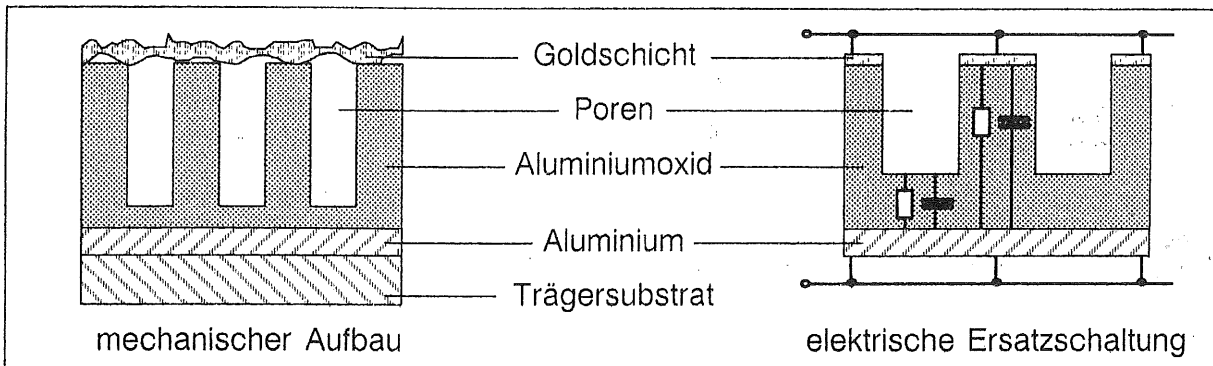 Goldschicht
Poren
Aluminiumoxid
Aluminium
Trägersubstrat
mechanischer Aufbau
elektrische Ersatzschaltung